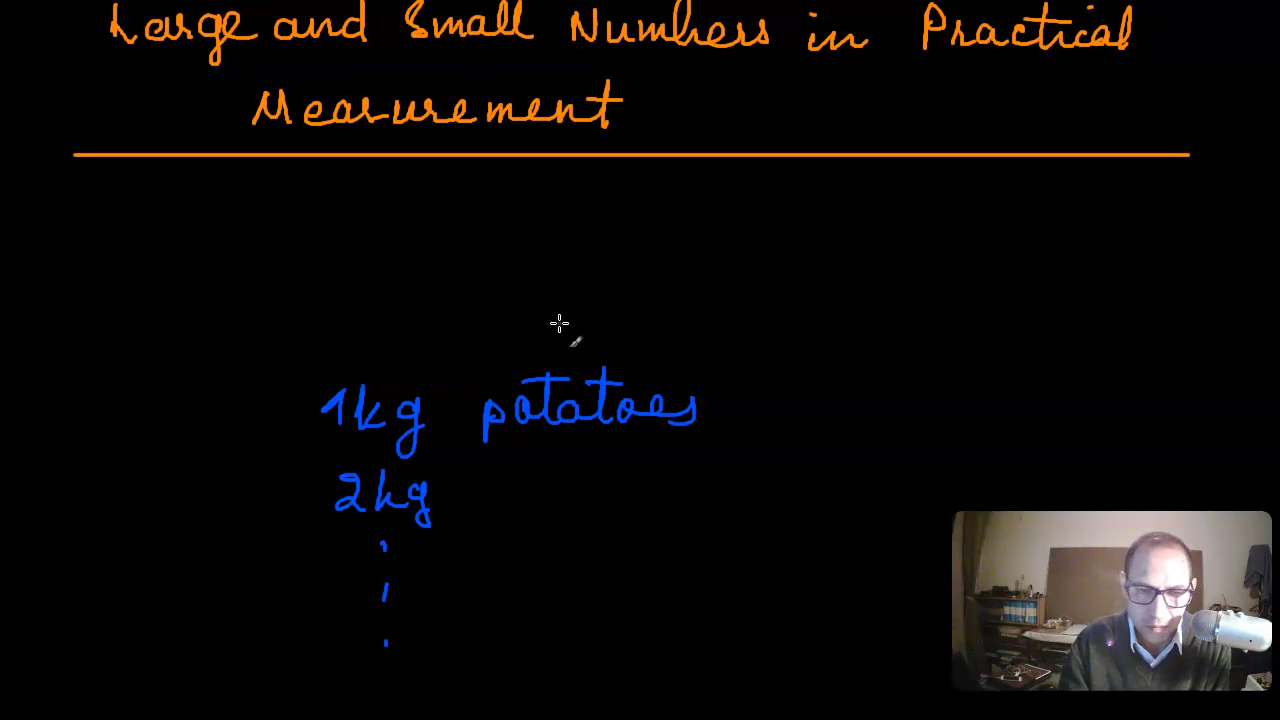 Large and Small Numbers in Practical
Measurement
1kg potatoes
2kg